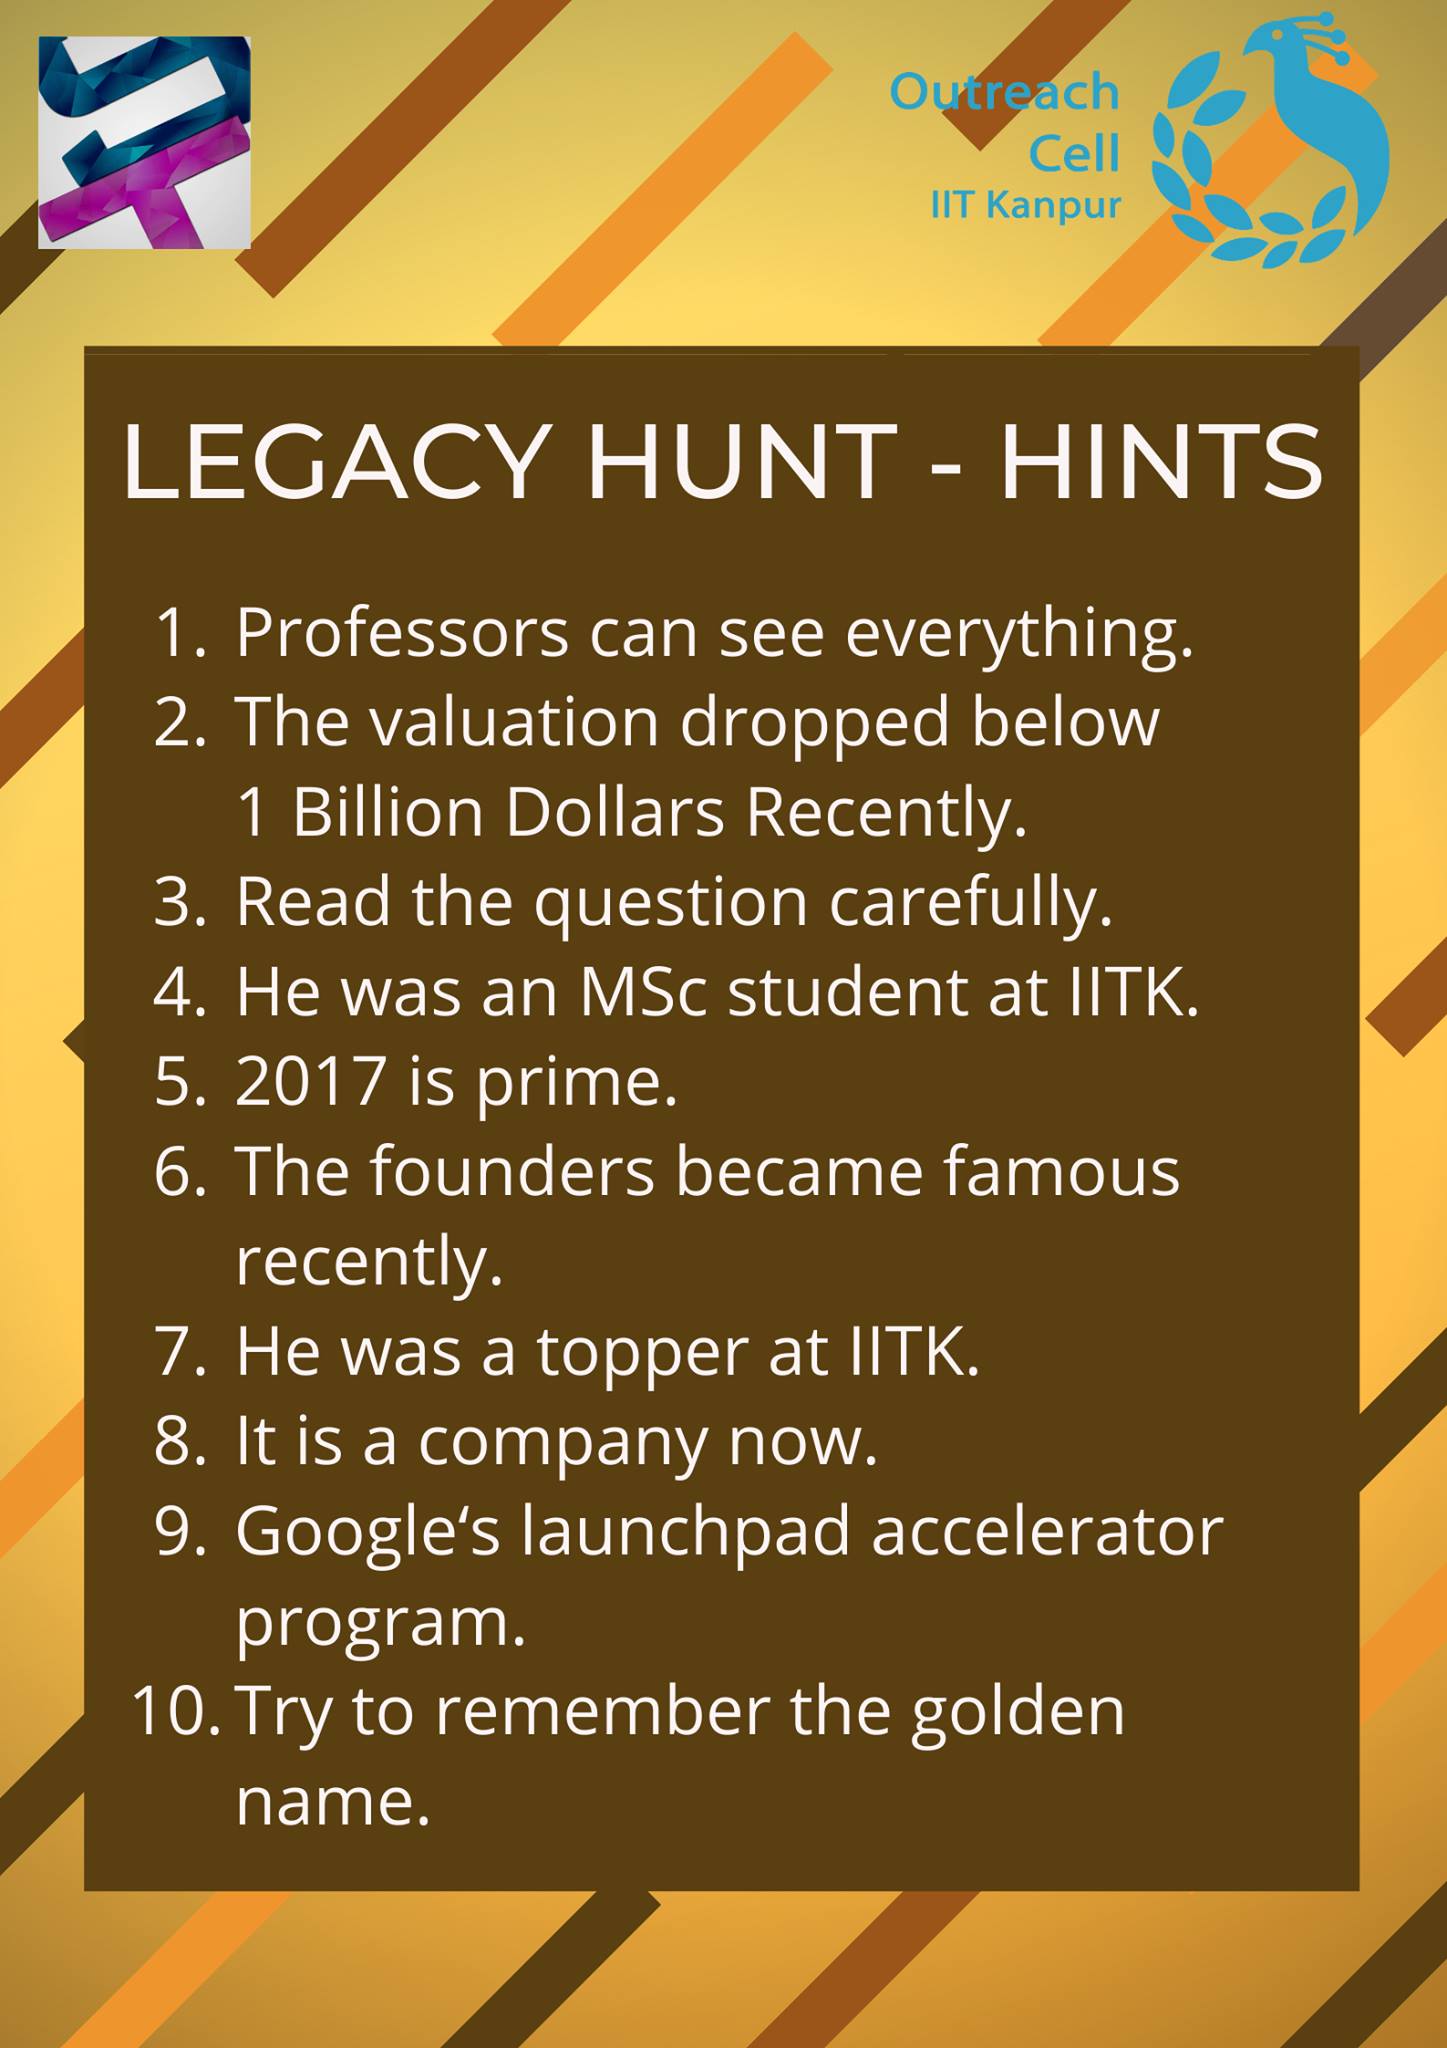 Outreach
Cell
IIT Kanpur
LEGACY HUNT - HINTS
1. Professors can see everything.
2. The valuation dropped below
1 Billion Dollars Recently.
3. Read the question carefully.
4. He was an MSc student at IITK.
5. 2017 is prime.
6. The founders became famous
recently.
7. He was a topper at IITK.
8. It is a company now.
9. Google‘s launchpad accelerator
program.
10. Try to remember the golden
name.